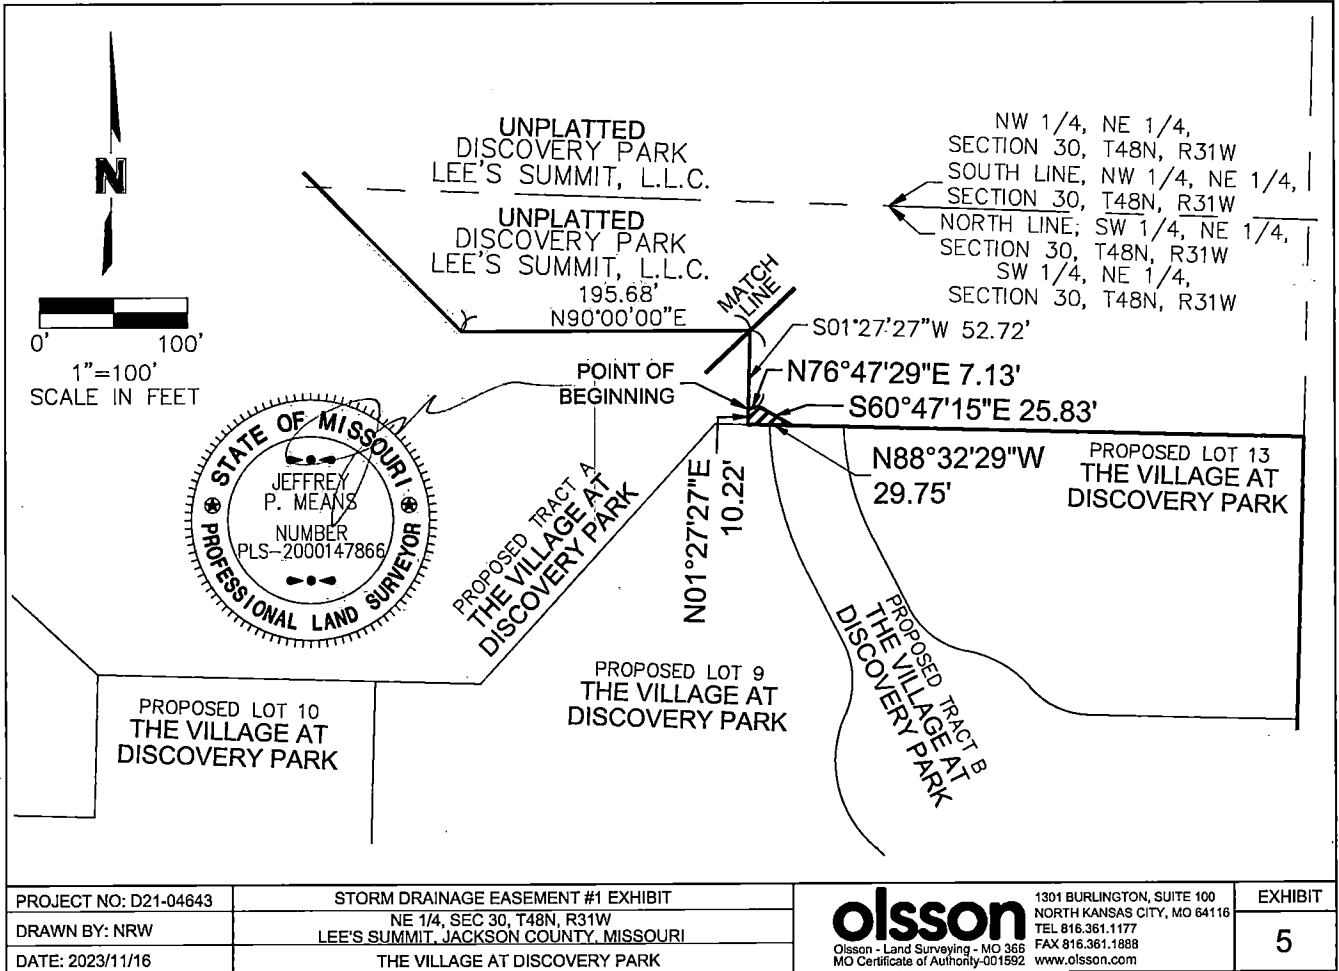 N
0'
100'
1"=100'
SCALE IN FEET
UNPLATTED
DISCOVERY PARK
LEE'S SUMMIT, L.L.C.
UNPLATTED
DISCOVERY PARK
LEE'S SUMMIT, L.L.C.
195.68'
N90°00'00"E
MATCH
LINE
NW 1/4, NE 1/4,
SECTION 30, T48N, R31W
SOUTH LINE, NW 1/4, NE 1/4,
SECTION 30, T48N, R31W
NORTH LINE; SW 1/4, NE 1/4,
SECTION 30, T48N, R31W
SW 1/4, NE 1/4,
SECTION 30, T48N, R31W
S01°27'27"W 52.72'
POINT OF
BEGINNING
N76°47'29"E 7.13'
S60°47'15"E 25.83'
N88°32'29"W
29.75'
N01°27'27"E
10.22'
PROPOSED LOT 13
THE VILLAGE AT
DISCOVERY PARK
STATE OF MISSOURI
JEFFREY
P. MEANS
NUMBER
PLS-2000147866
PROFESSIONAL LAND SURVEYOR
PROPOSED TRACT A
THE VILLAGE AT
DISCOVERY PARK
PROPOSED LOT 10
THE VILLAGE AT
DISCOVERY PARK
PROPOSED LOT 9
THE VILLAGE AT
DISCOVERY PARK
PROPOSED TRACT B
THE VILLAGE AT
DISCOVERY PARK
PROJECT NO: D21-04643
DRAWN BY: NRW
DATE: 2023/11/16
STORM DRAINAGE EASEMENT #1 EXHIBIT
NE 1/4, SEC 30, T48N, R31W
LEE'S SUMMIT, JACKSON COUNTY, MISSOURI
THE VILLAGE AT DISCOVERY PARK
olsson
Olsson - Land Surveying - MO 366
MO Certificate of Authority-001592
1301 BURLINGTON, SUITE 100
NORTH KANSAS CITY, MO 64116
TEL 816.361.1177
FAX 816.361.1888
www.olsson.com
EXHIBIT
5